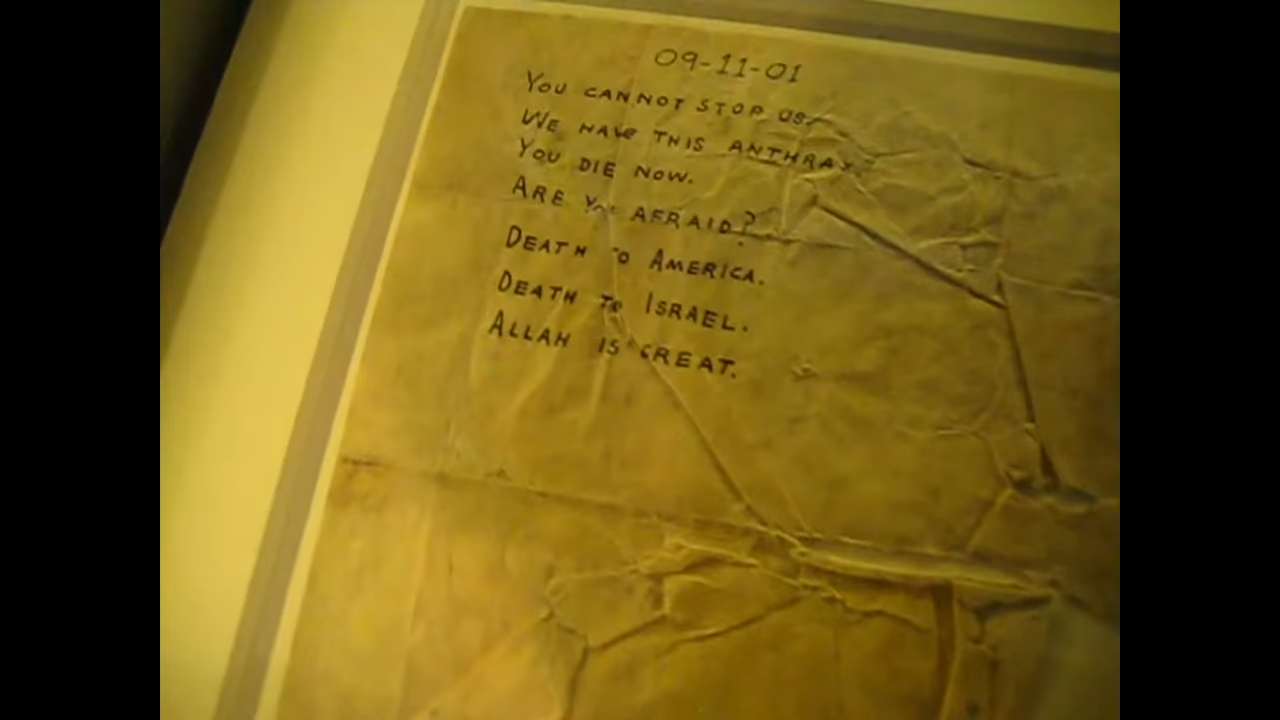 09-11-01
YOU CANNOT STOP US.
WE HAVE THIS ANTHRAX.
YOU DIE NOW.
ARE YOU AFRAID?
DEATH TO AMERICA.
DEATH TO ISRAEL.
ALLAH IS GREAT.